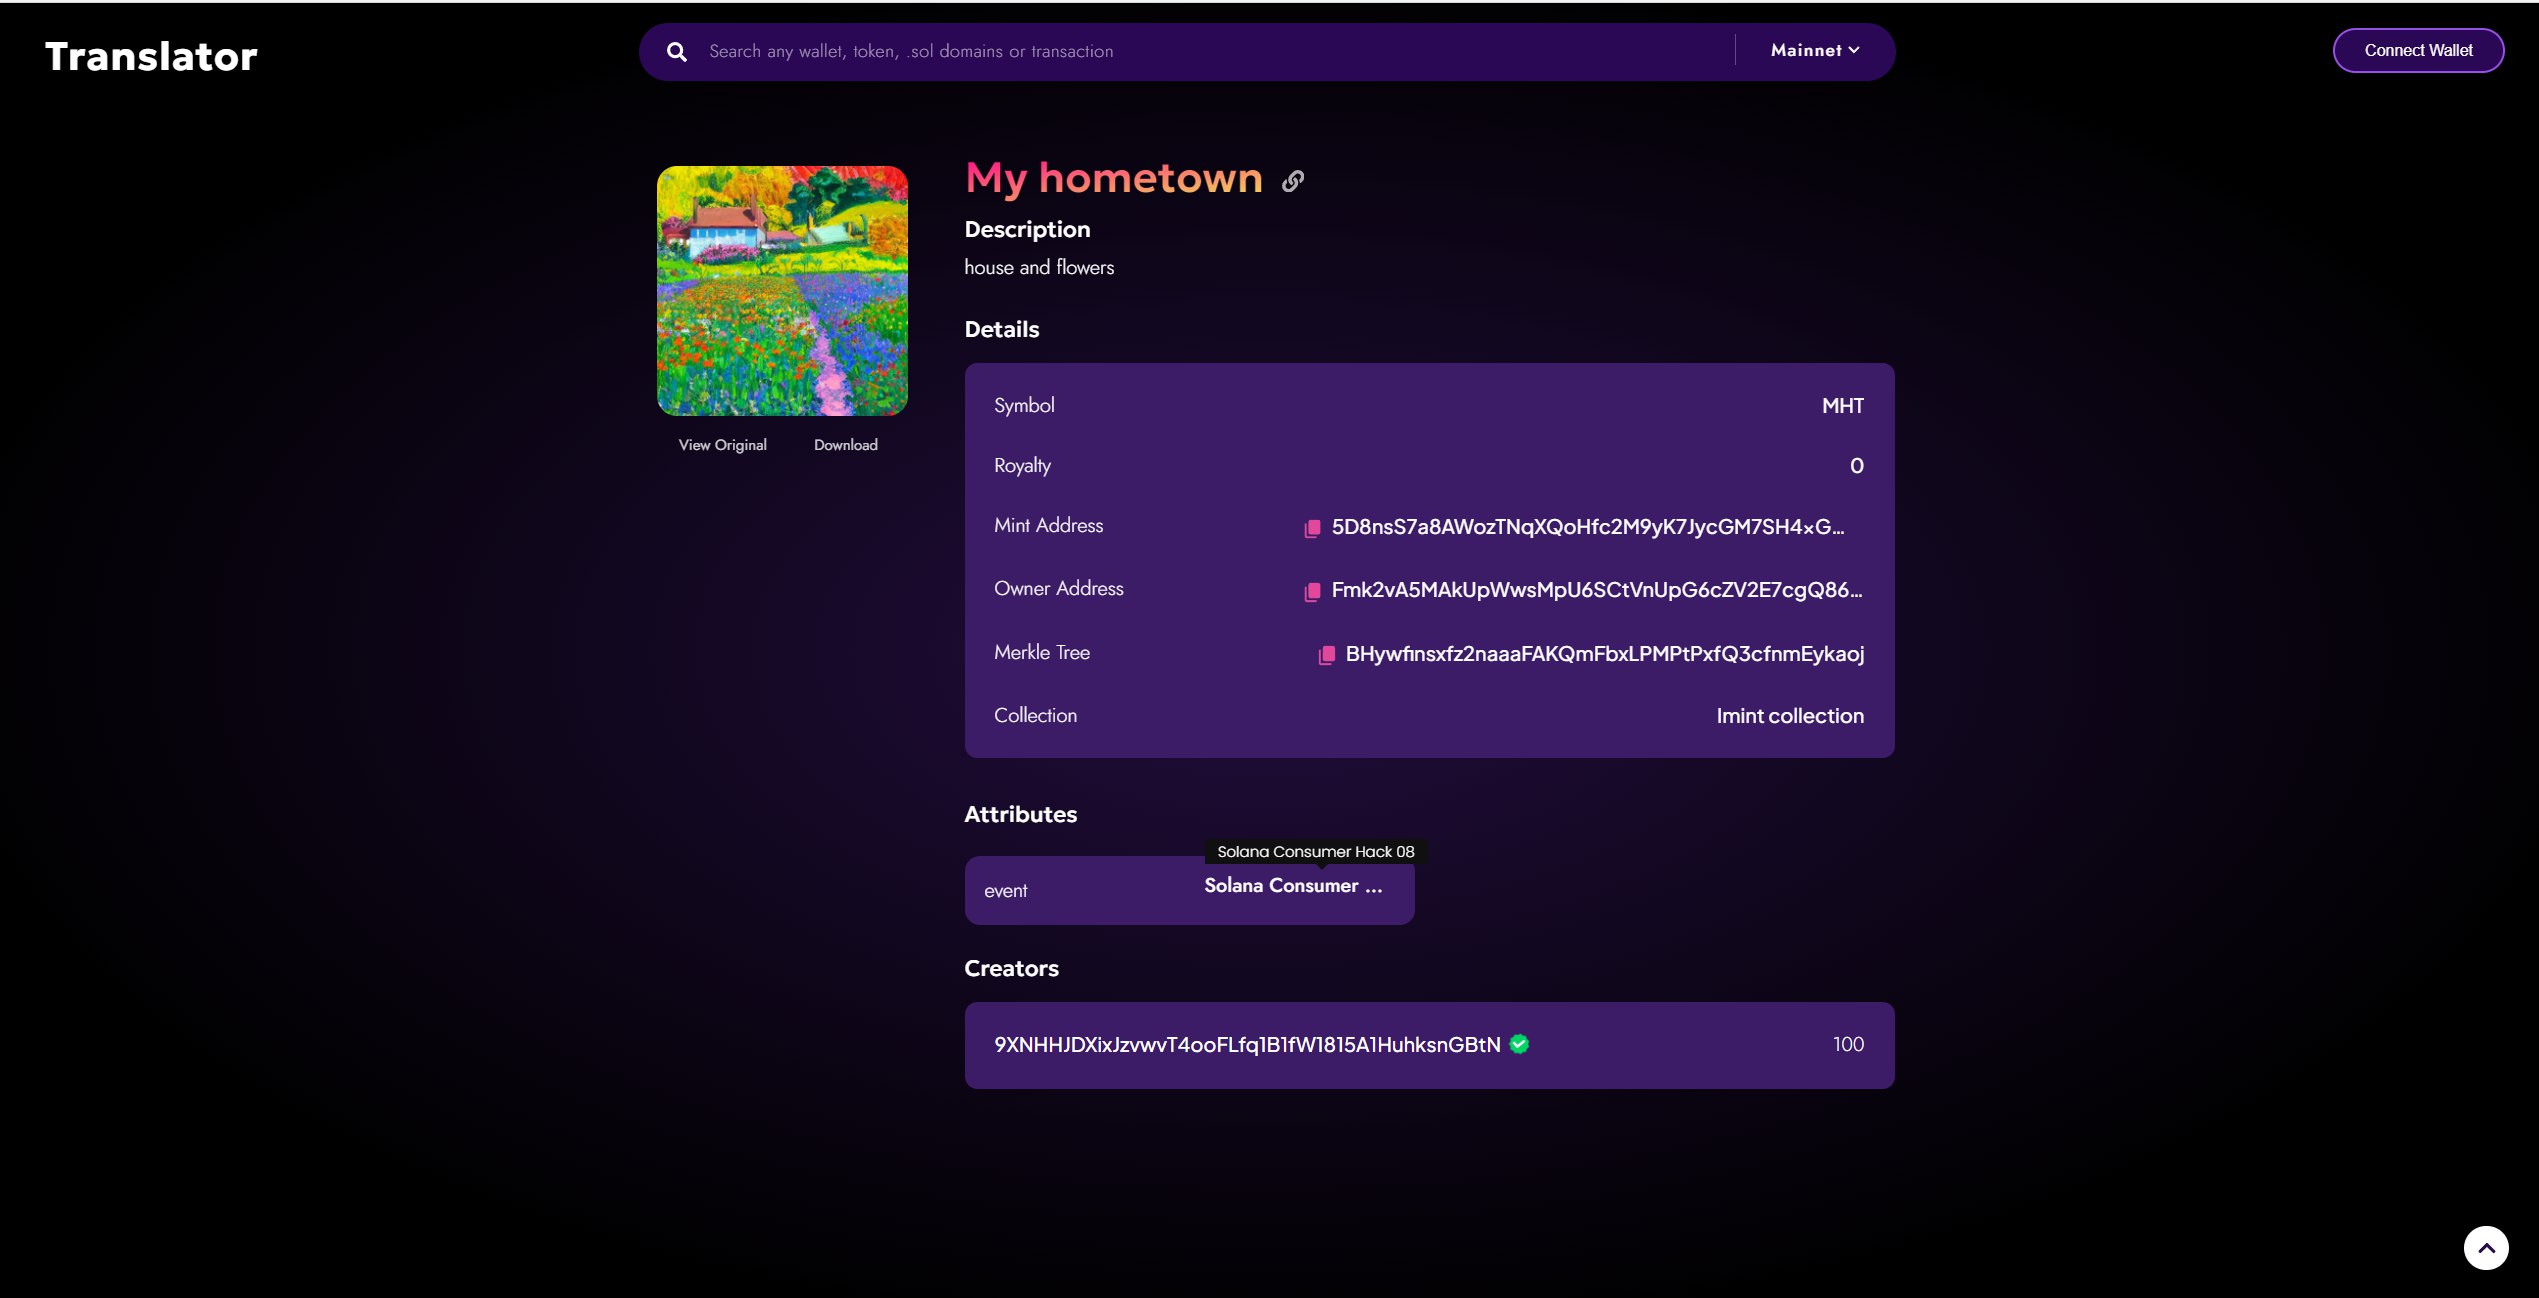 Translator
Search any wallet, token, .sol domains or transaction
Mainnet
Connect Wallet
My hometown
Description
house and flowers
View Original
Download
Details
Symbol MHT
Royalty 0
Mint Address 5D8nsS7a8AWozTNqXQoHfc2M9yK7JycGM7SH4xG...
Owner Address Fmk2vA5MAkUpWwsMpU6SCtVnUpG6cZV2E7cgQ86...
Merkle Tree BHywfinsxfz2naaaFAKQmFbxLPMPtPxfQ3cfnmEykaoj
Collection Imint collection
Attributes
Solana Consumer Hack 08
event Solana Consumer ...
Creators
9XNHHJDXixJzvwvT4ooFLfq1B1fW1815A1HuhksnGBtN 100